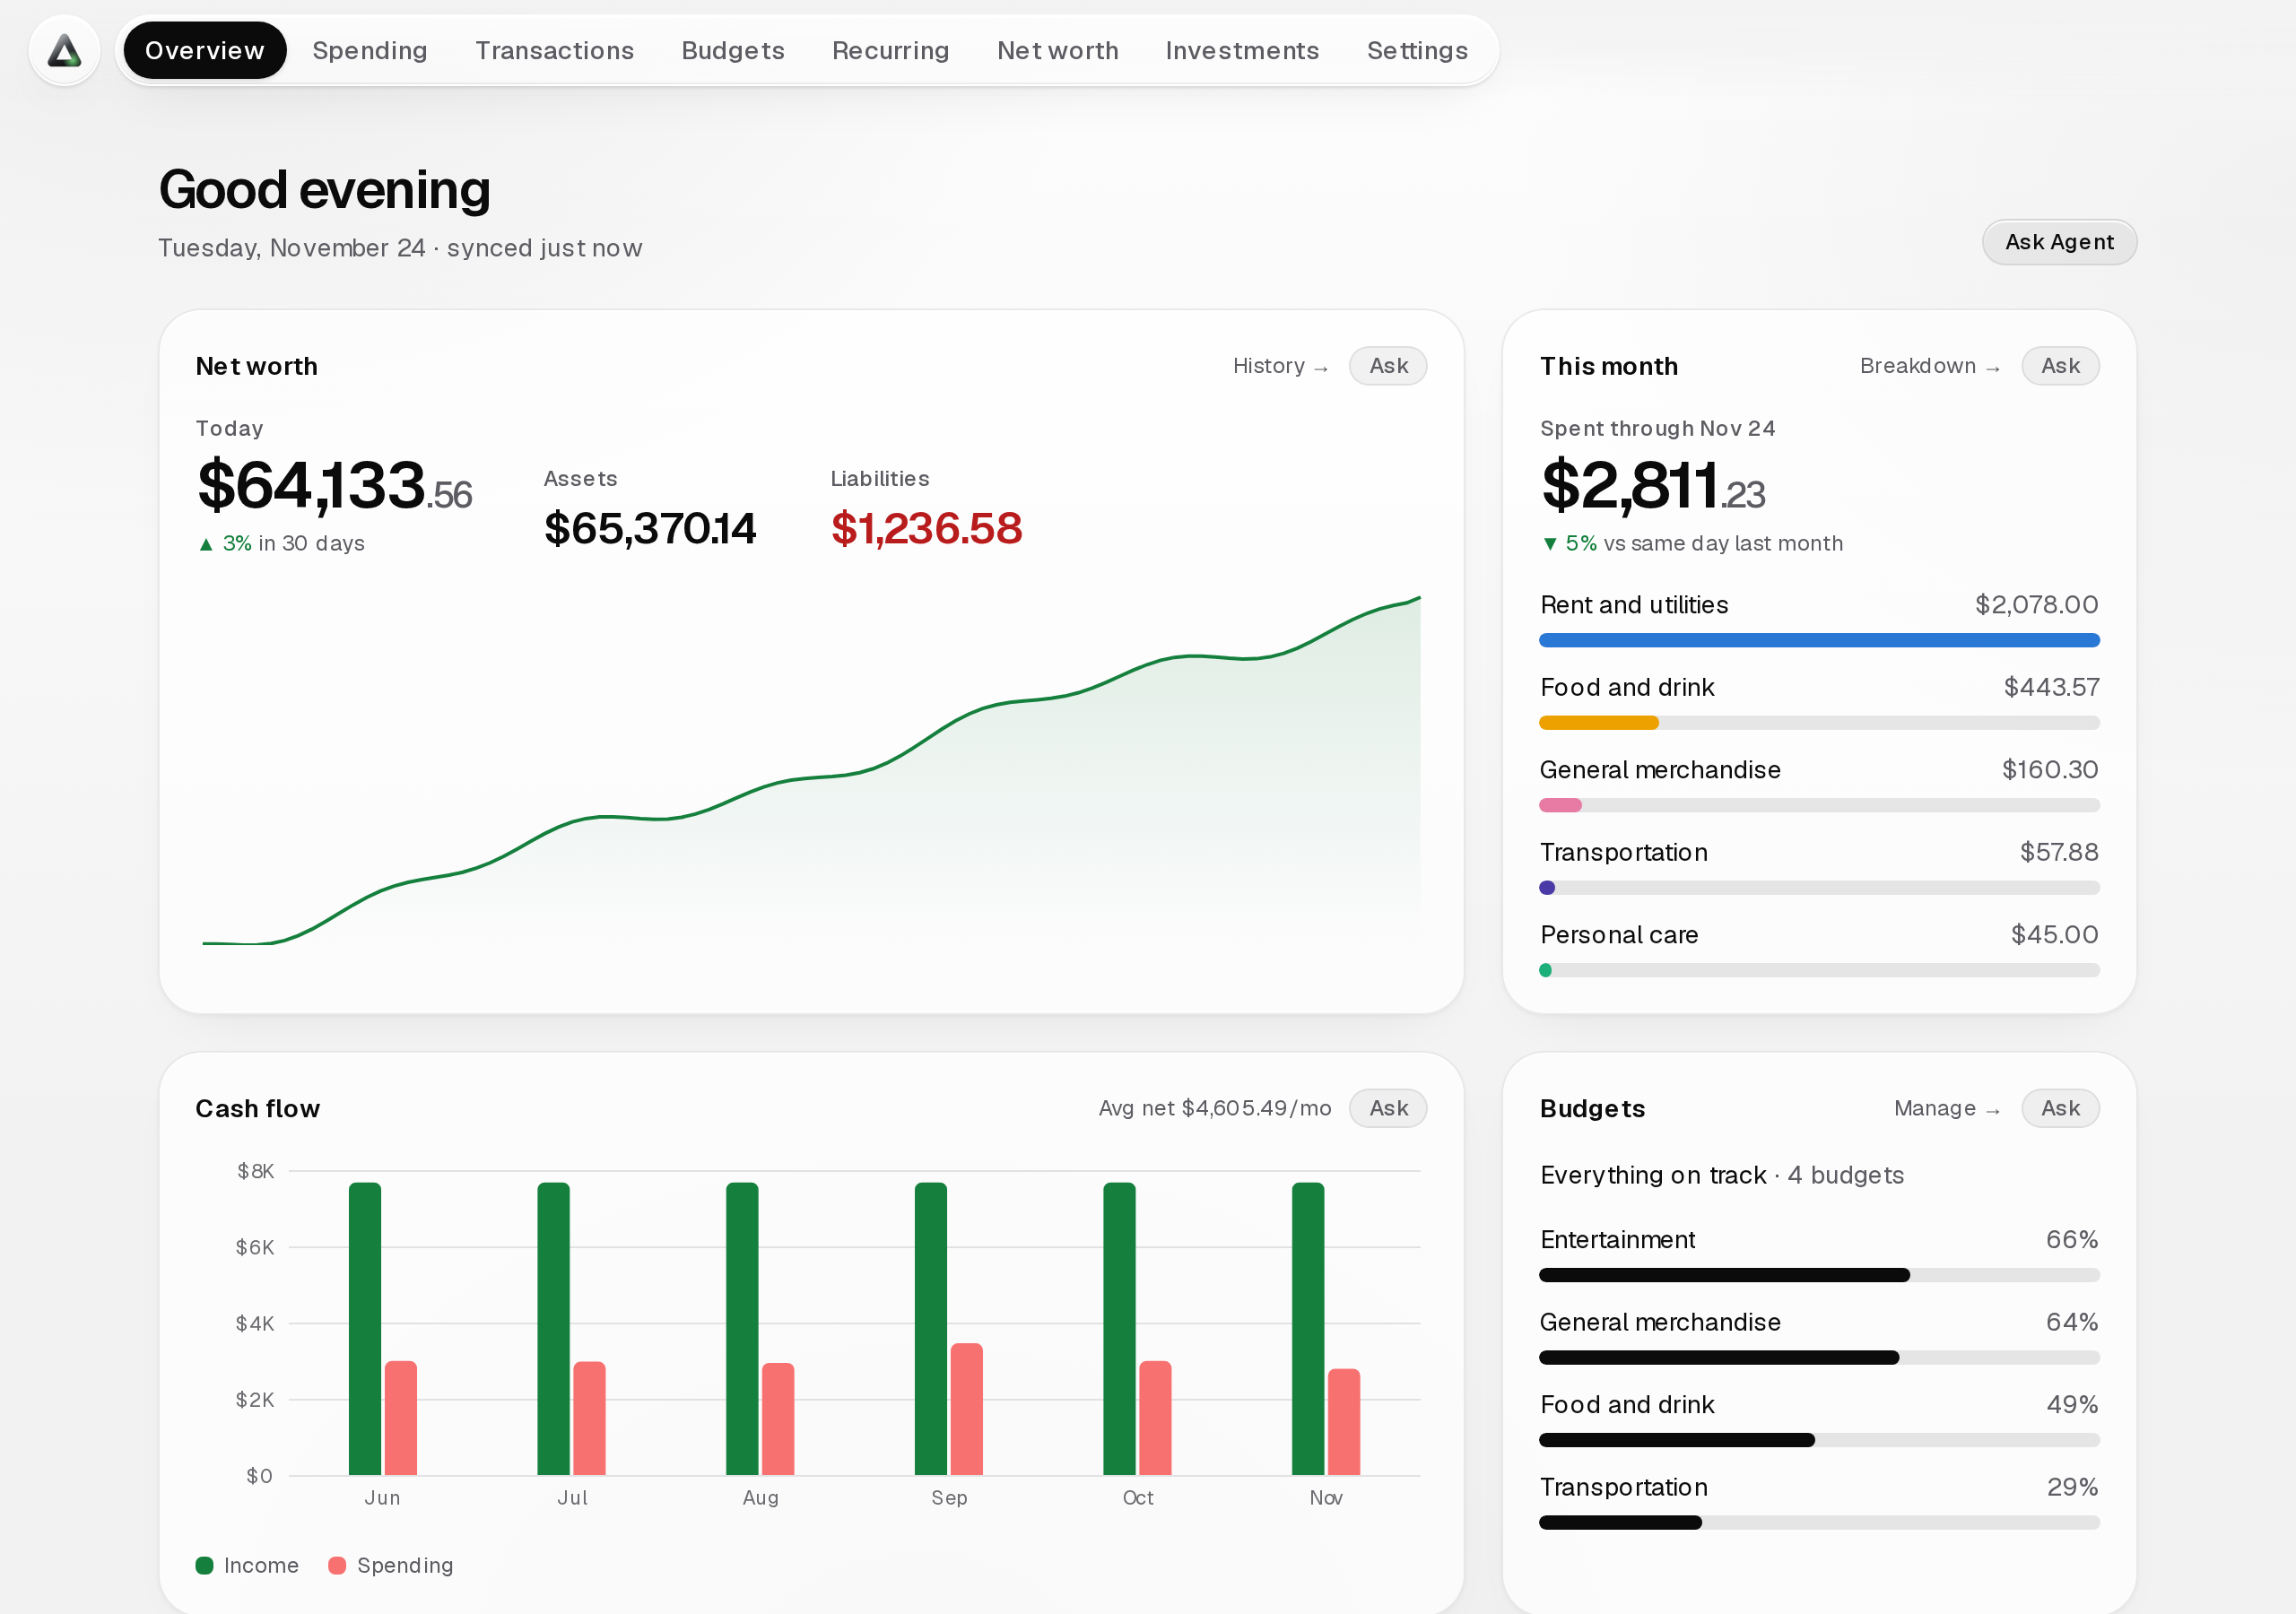 Overview Spending Transactions Budgets Recurring Net worth Investments Settings
Good evening
Tuesday, November 24 · synced just now
Ask Agent
Net worth
History → Ask
Today
$64,133.56
▲ 3% in 30 days
Assets
$65,370.14
Liabilities
$1,236.58
This month
Breakdown → Ask
Spent through Nov 24
$2,811.23
▼ 5% vs same day last month
Rent and utilities $2,078.00
Food and drink $443.57
General merchandise $160.30
Transportation $57.88
Personal care $45.00
Cash flow
Avg net $4,605.49/mo Ask
$8K
$6K
$4K
$2K
$0
Jun Jul Aug Sep Oct Nov
Income Spending
Budgets
Manage → Ask
Everything on track · 4 budgets
Entertainment 66%
General merchandise 64%
Food and drink 49%
Transportation 29%